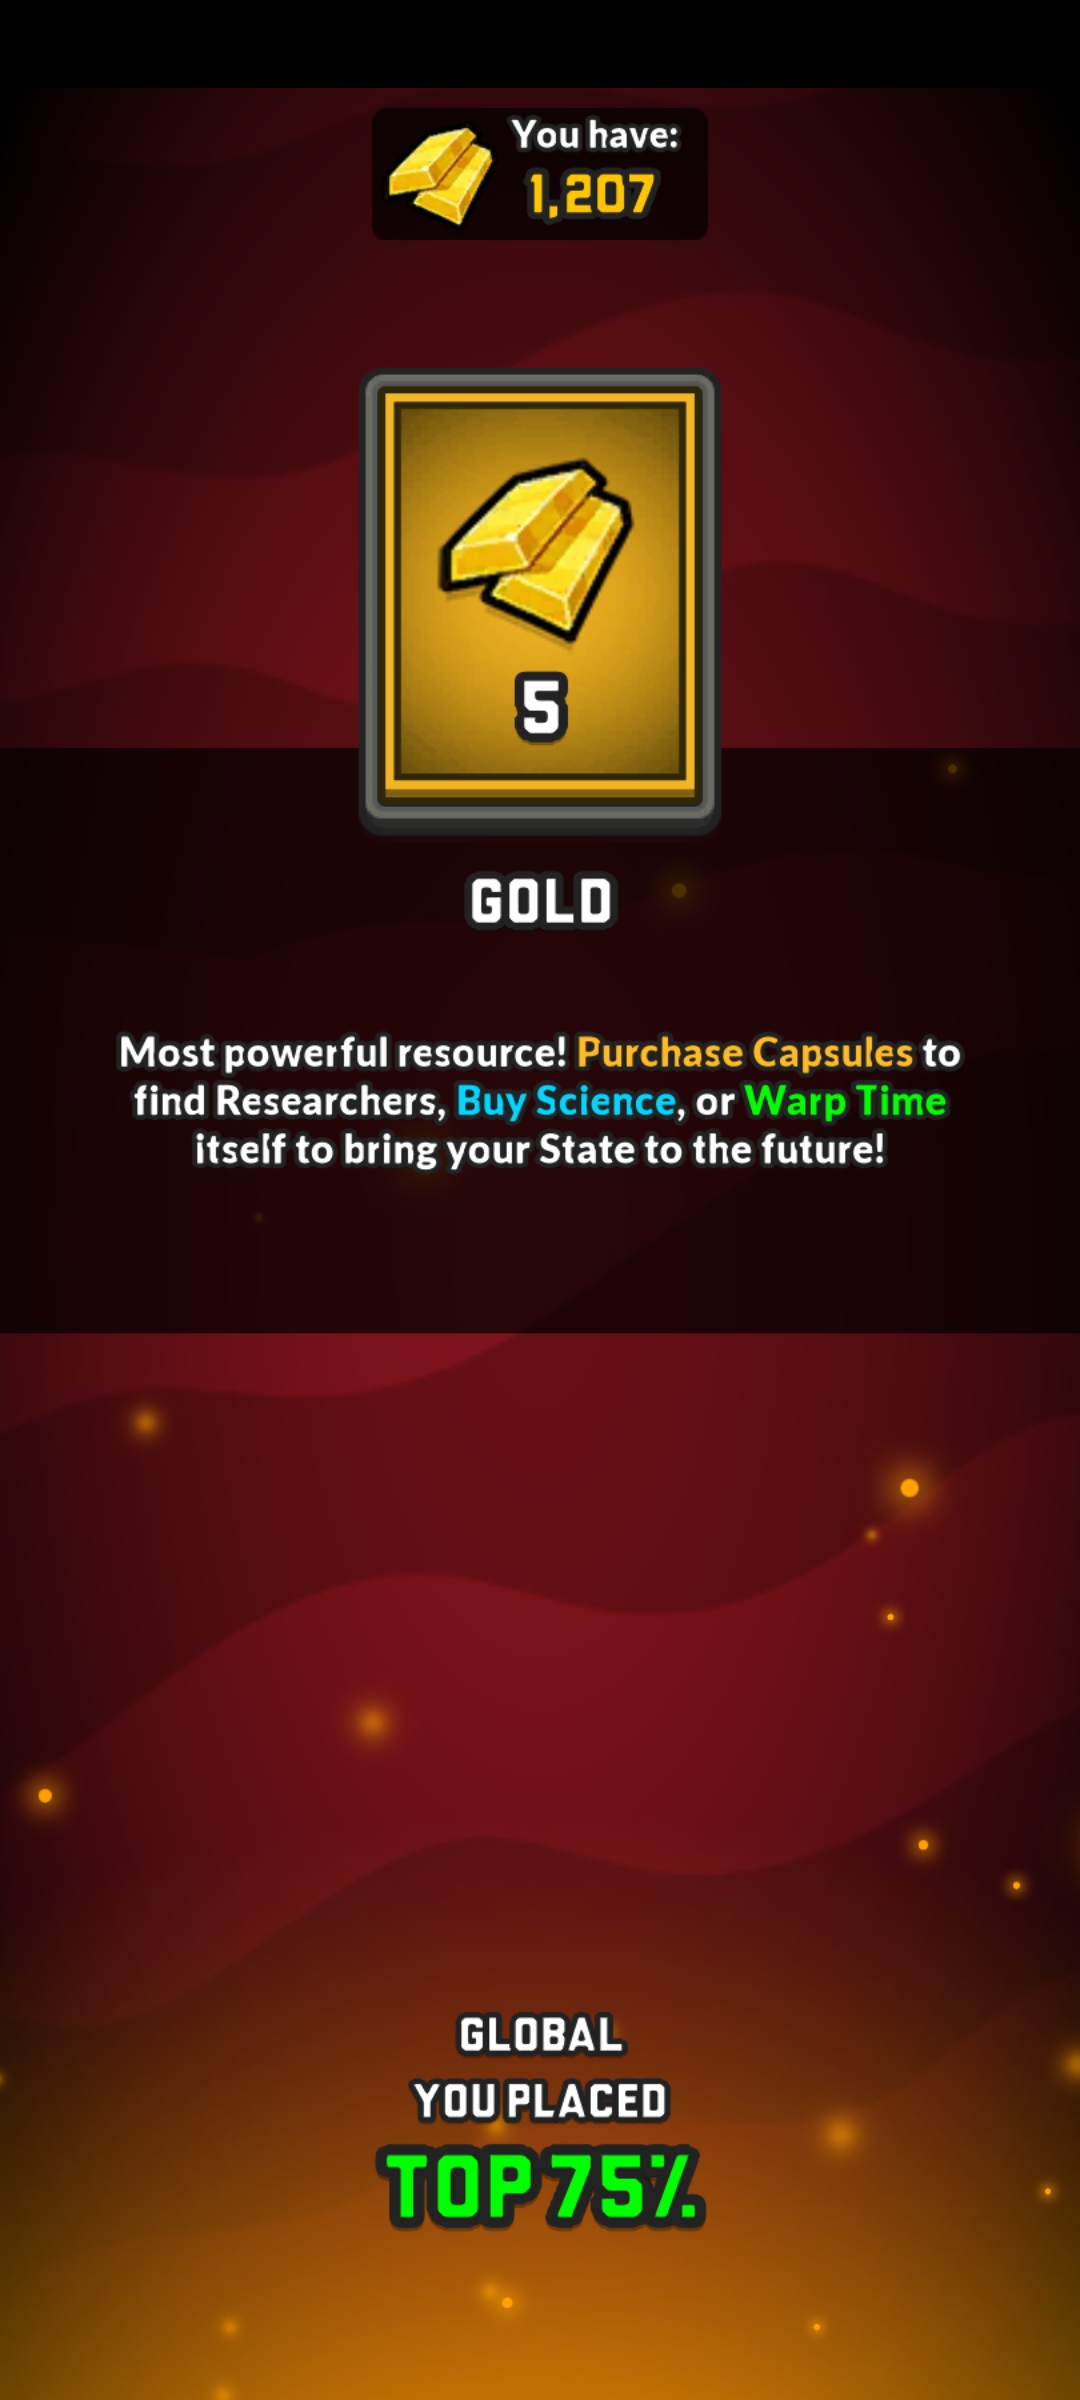 You have:
1,207
5
GOLD
Most powerful resource! Purchase Capsules to
find Researchers, Buy Science, or Warp Time
itself to bring your State to the future!
GLOBAL
YOU PLACED
TOP 75%